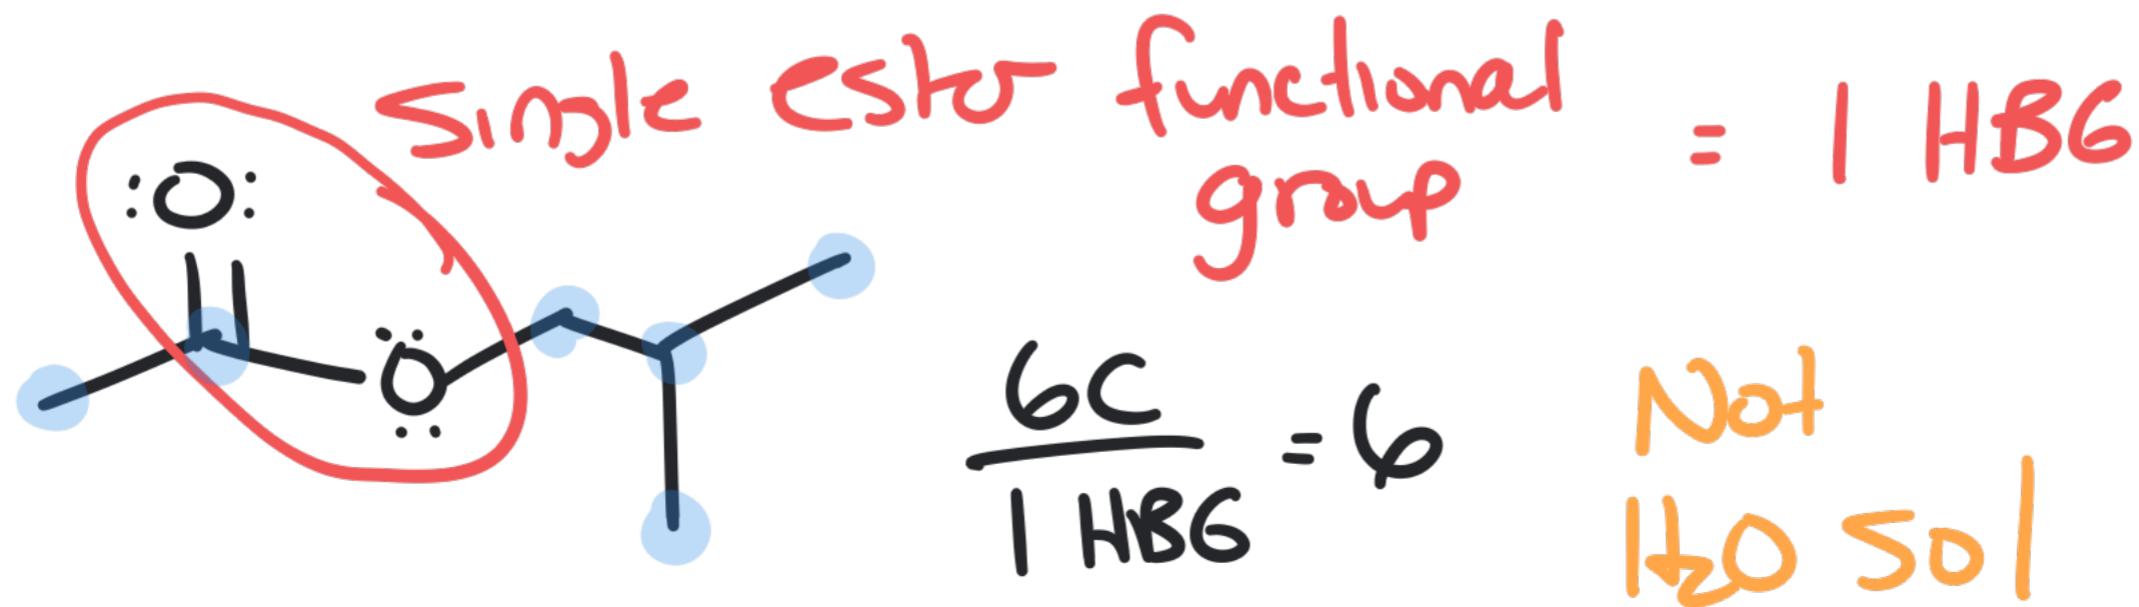 Single ester functional
group
= 1 HBG
:O:
O
6C
1 HBG
= 6
Not
H₂O sol